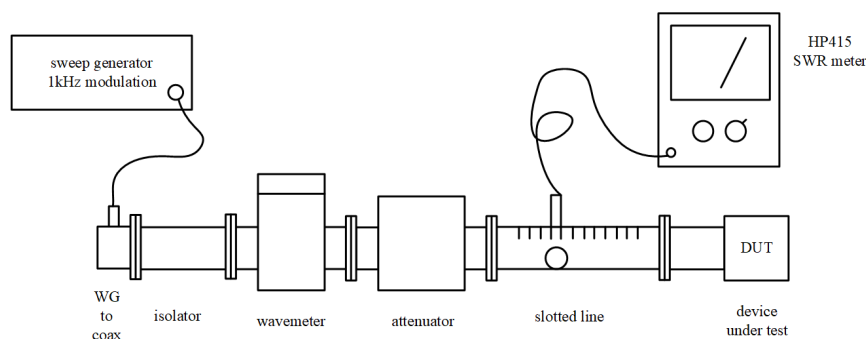 sweep generator
1kHz modulation
HP415
SWR meter
DUT
WG
to
coax
isolator
wavemeter
attenuator
slotted line
device
under test